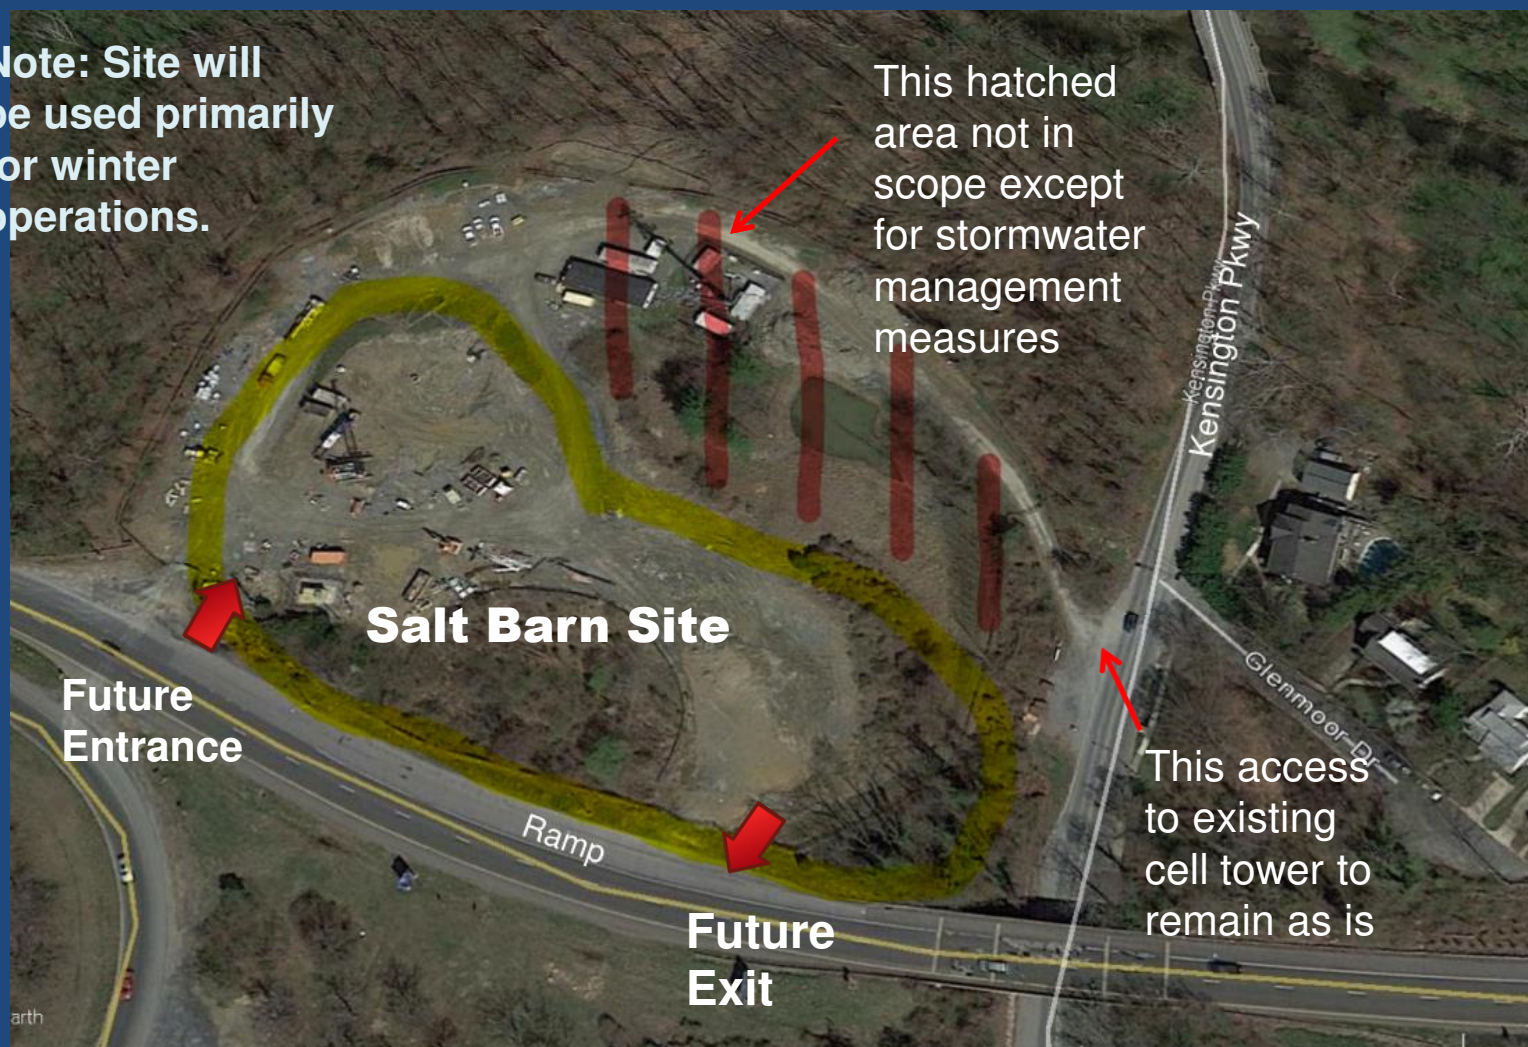 Note: Site will
be used primarily
for winter
operations.
This hatched
area not in
scope except
for stormwater
management
measures
Kensington Pkwy
Kensington Pkwy
Salt Barn Site
Future
Entrance
Glenmoor Dr
This access
to existing
cell tower to
remain as is
Ramp
Future
Exit
arth